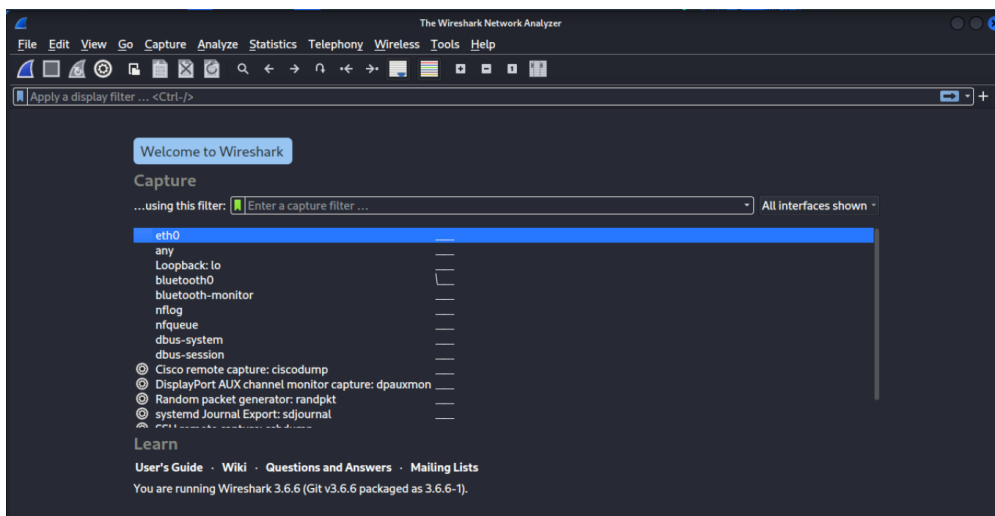 The Wireshark Network Analyzer
File Edit View Go Capture Analyze Statistics Telephony Wireless Tools Help
Apply a display filter ... <Ctrl-/>
Welcome to Wireshark
Capture
...using this filter: Enter a capture filter ... All interfaces shown
eth0
any
Loopback: lo
bluetooth0
bluetooth-monitor
nflog
nfqueue
dbus-system
dbus-session
Cisco remote capture: ciscodump
DisplayPort AUX channel monitor capture: dpauxmon
Random packet generator: randpkt
systemd Journal Export: sdjournal
Learn
User's Guide · Wiki · Questions and Answers · Mailing Lists
You are running Wireshark 3.6.6 (Git v3.6.6 packaged as 3.6.6-1).